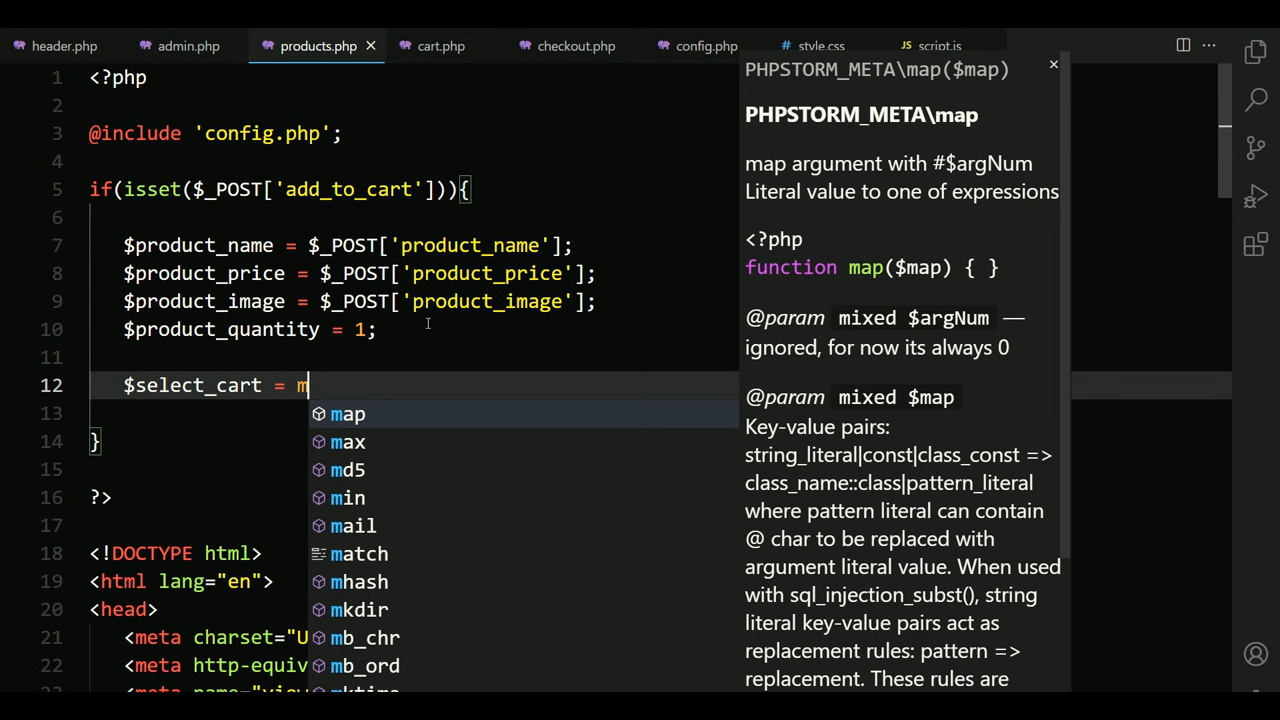 header.php admin.php products.php × cart.php checkout.php config.php style.css JS script.js ···
1 <?php
2
3 @include 'config.php';
4
5 if(isset($_POST['add_to_cart'])){
6
7 $product_name = $_POST['product_name'];
8 $product_price = $_POST['product_price'];
9 $product_image = $_POST['product_image'];
10 $product_quantity = 1;
11
12 $select_cart = m
13
14 }
15
16 ?>
17
18 <!DOCTYPE html>
19 <html lang="en">
20 <head>
21 <meta charset="U
22 <meta http-equiv
23 <meta name="view
map
max
md5
min
mail
match
mhash
mkdir
mb_chr
mb_ord
mktime
PHPSTORM_META\map($map) ×
PHPSTORM_META\map
map argument with #$argNum
Literal value to one of expressions
<?php
function map($map) { }
@param mixed $argNum —
ignored, for now its always 0
@param mixed $map
Key-value pairs:
string_literal|const|class_const =>
class_name::class|pattern_literal
where pattern literal can contain
@ char to be replaced with
argument literal value. When used
with sql_injection_subst(), string
literal key-value pairs act as
replacement rules: pattern =>
replacement. These rules are